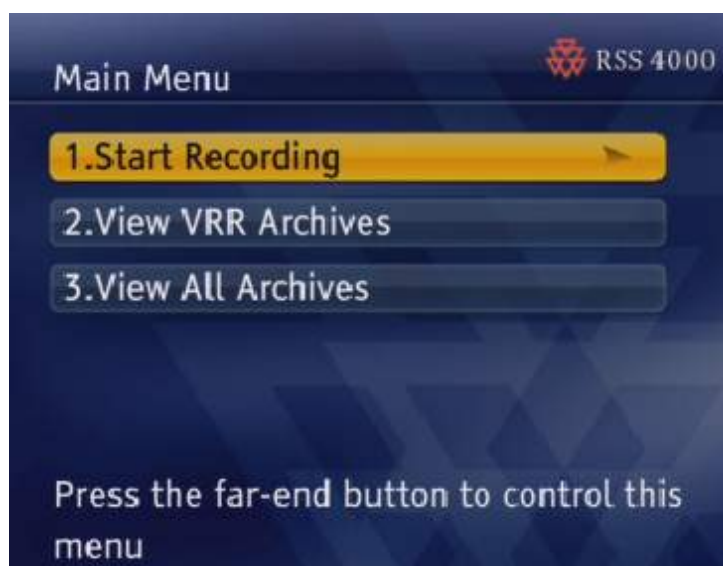 RSS 4000
Main Menu
1.Start Recording
2.View VRR Archives
3.View All Archives
Press the far-end button to control this
menu